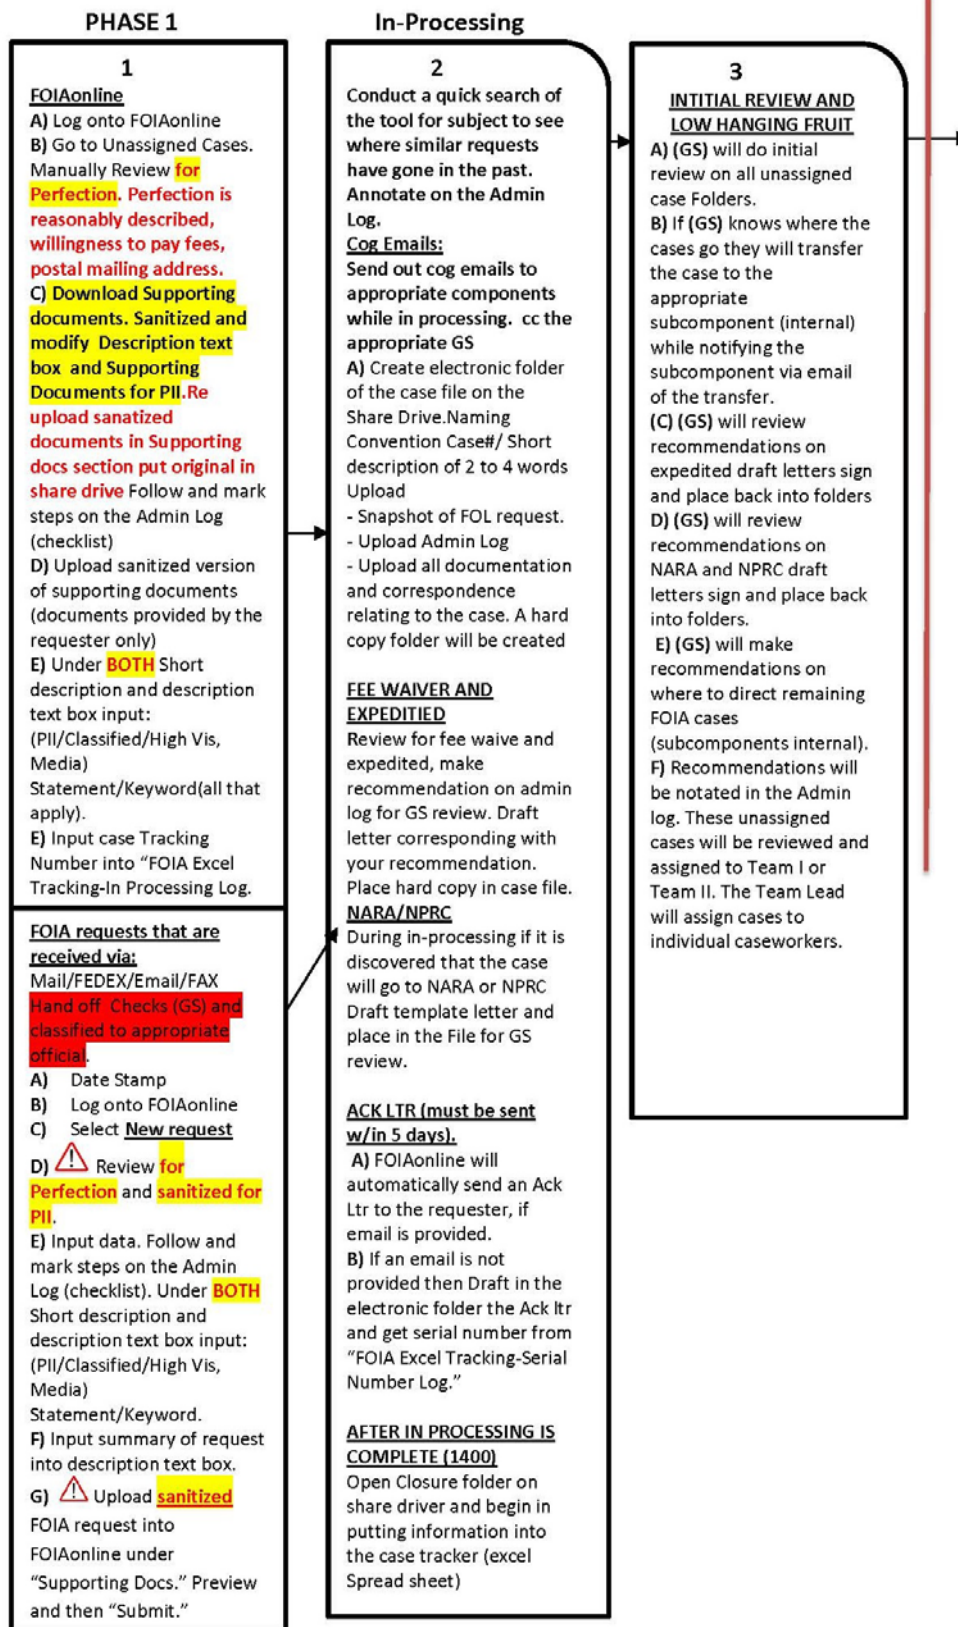 PHASE 1
1
FOIAonline
A) Log onto FOIAonline
B) Go to Unassigned Cases.
Manually Review for
Perfection. Perfection is
reasonably described,
willingness to pay fees,
postal mailing address.
C) Download Supporting
documents. Sanitized and
modify Description text
box and Supporting
Documents for PII.Re
upload sanatized
documents in Supporting
docs section put original in
share drive Follow and mark
steps on the Admin Log
(checklist)
D) Upload sanitized version
of supporting documents
(documents provided by the
requester only)
E) Under BOTH Short
description and description
text box input:
(PII/Classified/High Vis,
Media)
Statement/Keyword(all that
apply).
E) Input case Tracking
Number into “FOIA Excel
Tracking-In Processing Log.
FOIA requests that are
received via:
Mail/FEDEX/Email/FAX
Hand off Checks (GS) and
classified to appropriate
official.
A) Date Stamp
B) Log onto FOIAonline
C) Select New request
D) Review for
Perfection and sanitized for
PII.
E) Input data. Follow and
mark steps on the Admin
Log (checklist). Under BOTH
Short description and
description text box input:
(PII/Classified/High Vis,
Media)
Statement/Keyword.
F) Input summary of request
into description text box.
G) Upload sanitized
FOIA request into
FOIAonline under
“Supporting Docs.” Preview
and then “Submit.”
In-Processing
2
Conduct a quick search of
the tool for subject to see
where similar requests
have gone in the past.
Annotate on the Admin
Log.
Cog Emails:
Send out cog emails to
appropriate components
while in processing. cc the
appropriate GS
A) Create electronic folder
of the case file on the
Share Drive.Naming
Convention Case#/ Short
description of 2 to 4 words
Upload
- Snapshot of FOL request.
- Upload Admin Log
- Upload all documentation
and correspondence
relating to the case. A hard
copy folder will be created
FEE WAIVER AND
EXPEDITIED
Review for fee waive and
expedited, make
recommendation on admin
log for GS review. Draft
letter corresponding with
your recommendation.
Place hard copy in case file.
NARA/NPRC
During in-processing if it is
discovered that the case
will go to NARA or NPRC
Draft template letter and
place in the File for GS
review.
ACK LTR (must be sent
w/in 5 days).
A) FOIAonline will
automatically send an Ack
Ltr to the requester, if
email is provided.
B) If an email is not
provided then Draft in the
electronic folder the Ack ltr
and get serial number from
“FOIA Excel Tracking-Serial
Number Log.”
AFTER IN PROCESSING IS
COMPLETE (1400)
Open Closure folder on
share driver and begin in
putting information into
the case tracker (excel
Spread sheet)
3
INTITIAL REVIEW AND
LOW HANGING FRUIT
A) (GS) will do initial
review on all unassigned
case Folders.
B) If (GS) knows where the
cases go they will transfer
the case to the
appropriate
subcomponent (internal)
while notifying the
subcomponent via email
of the transfer.
(C) (GS) will review
recommendations on
expedited draft letters sign
and place back into folders
D) (GS) will review
recommendations on
NARA and NPRC draft
letters sign and place back
into folders.
E) (GS) will make
recommendations on
where to direct remaining
FOIA cases
(subcomponents internal).
F) Recommendations will
be notated in the Admin
log. These unassigned
cases will be reviewed and
assigned to Team I or
Team II. The Team Lead
will assign cases to
individual caseworkers.